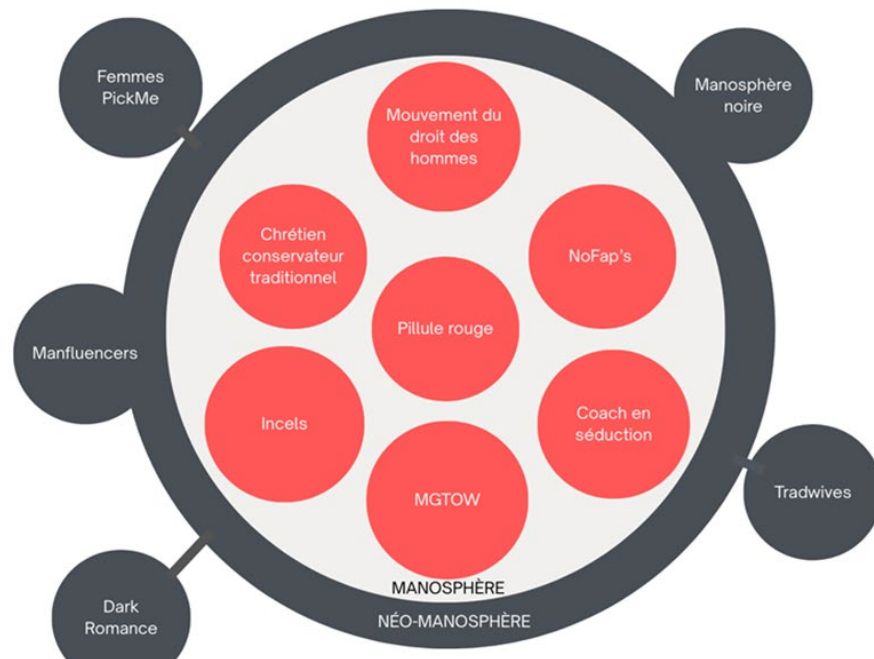 Femmes
PickMe
Manosphère
noire
Mouvement du
droit des
hommes
Chrétien
conservateur
traditionnel
NoFap's
Pillule rouge
Manfluencers
Incels
Coach en
séduction
MGTOW
Tradwives
MANOSPHÈRE
NÉO-MANOSPHÈRE
Dark
Romance